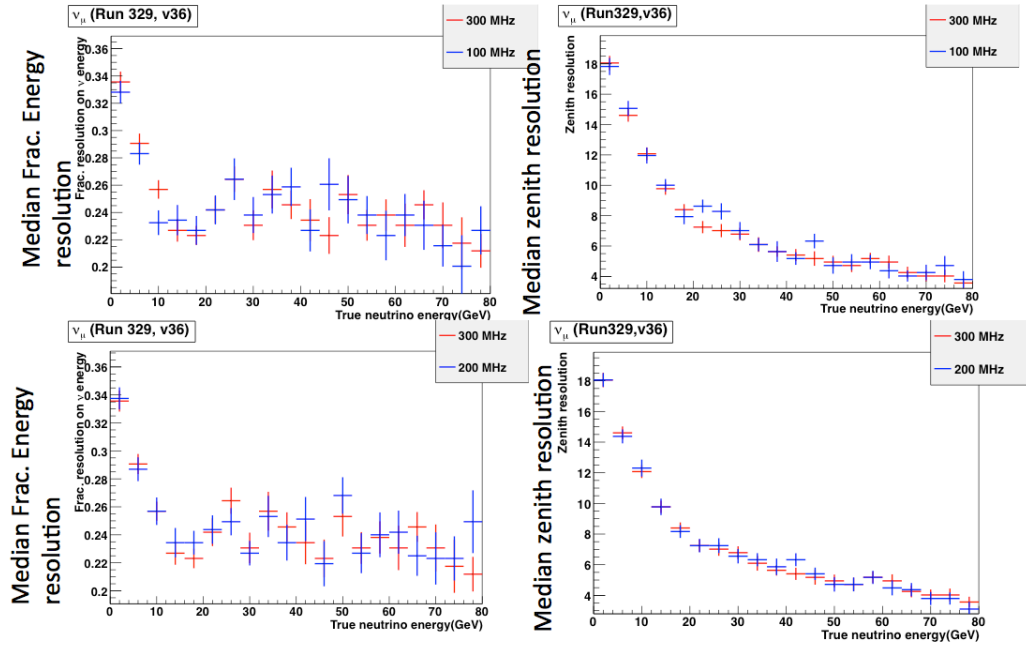 ν_μ (Run 329, v36)
300 MHz
100 MHz
Median Frac. Energy
resolution
Frac. resolution on ν energy
0.36
0.34
0.32
0.3
0.28
0.26
0.24
0.22
0.2
0 10 20 30 40 50 60 70 80
True neutrino energy(GeV)
ν_μ (Run329,v36)
300 MHz
100 MHz
Median zenith resolution
Zenith resolution
18
16
14
12
10
8
6
4
0 10 20 30 40 50 60 70 80
True neutrino energy(GeV)
ν_μ (Run 329, v36)
300 MHz
200 MHz
Median Frac. Energy
resolution
Frac. resolution on ν energy
0.36
0.34
0.32
0.3
0.28
0.26
0.24
0.22
0.2
0 10 20 30 40 50 60 70 80
True neutrino energy(GeV)
ν_μ (Run329,v36)
300 MHz
200 MHz
Median zenith resolution
Zenith resolution
18
16
14
12
10
8
6
4
0 10 20 30 40 50 60 70 80
True neutrino energy(GeV)